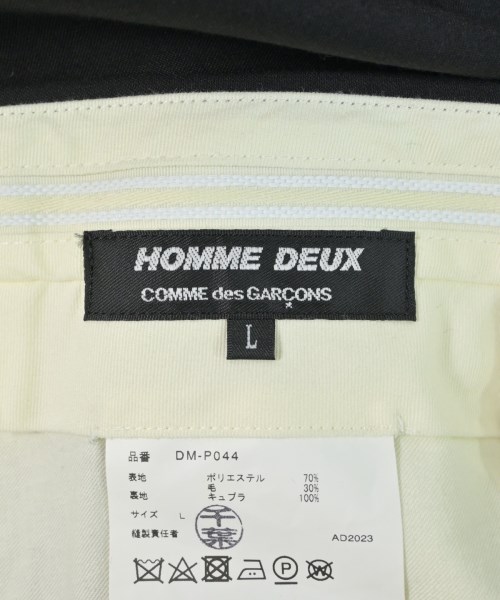 HOMME DEUX
COMME des GARÇONS
L
品番 DM-P044
表地 ポリエステル 70%
毛 30%
裏地 キュプラ 100%
サイズ L
縫製責任者 千葉 AD2023
P W